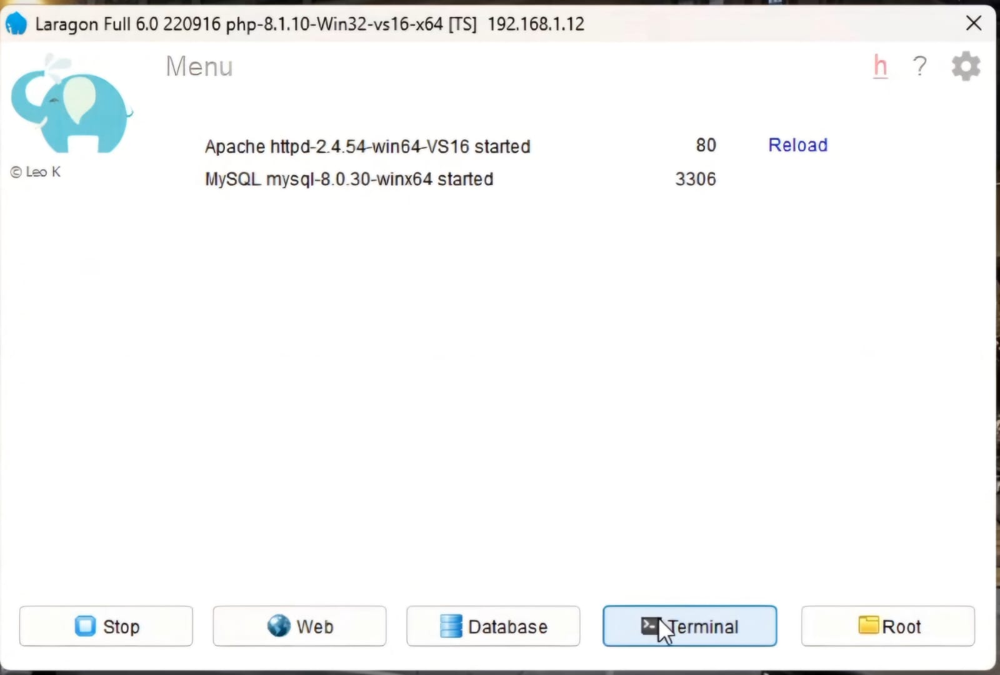 Laragon Full 6.0 220916 php-8.1.10-Win32-vs16-x64 [TS] 192.168.1.12
Menu
h ?
Apache httpd-2.4.54-win64-VS16 started 80 Reload
© Leo K
MySQL mysql-8.0.30-winx64 started 3306
Stop Web Database Terminal Root